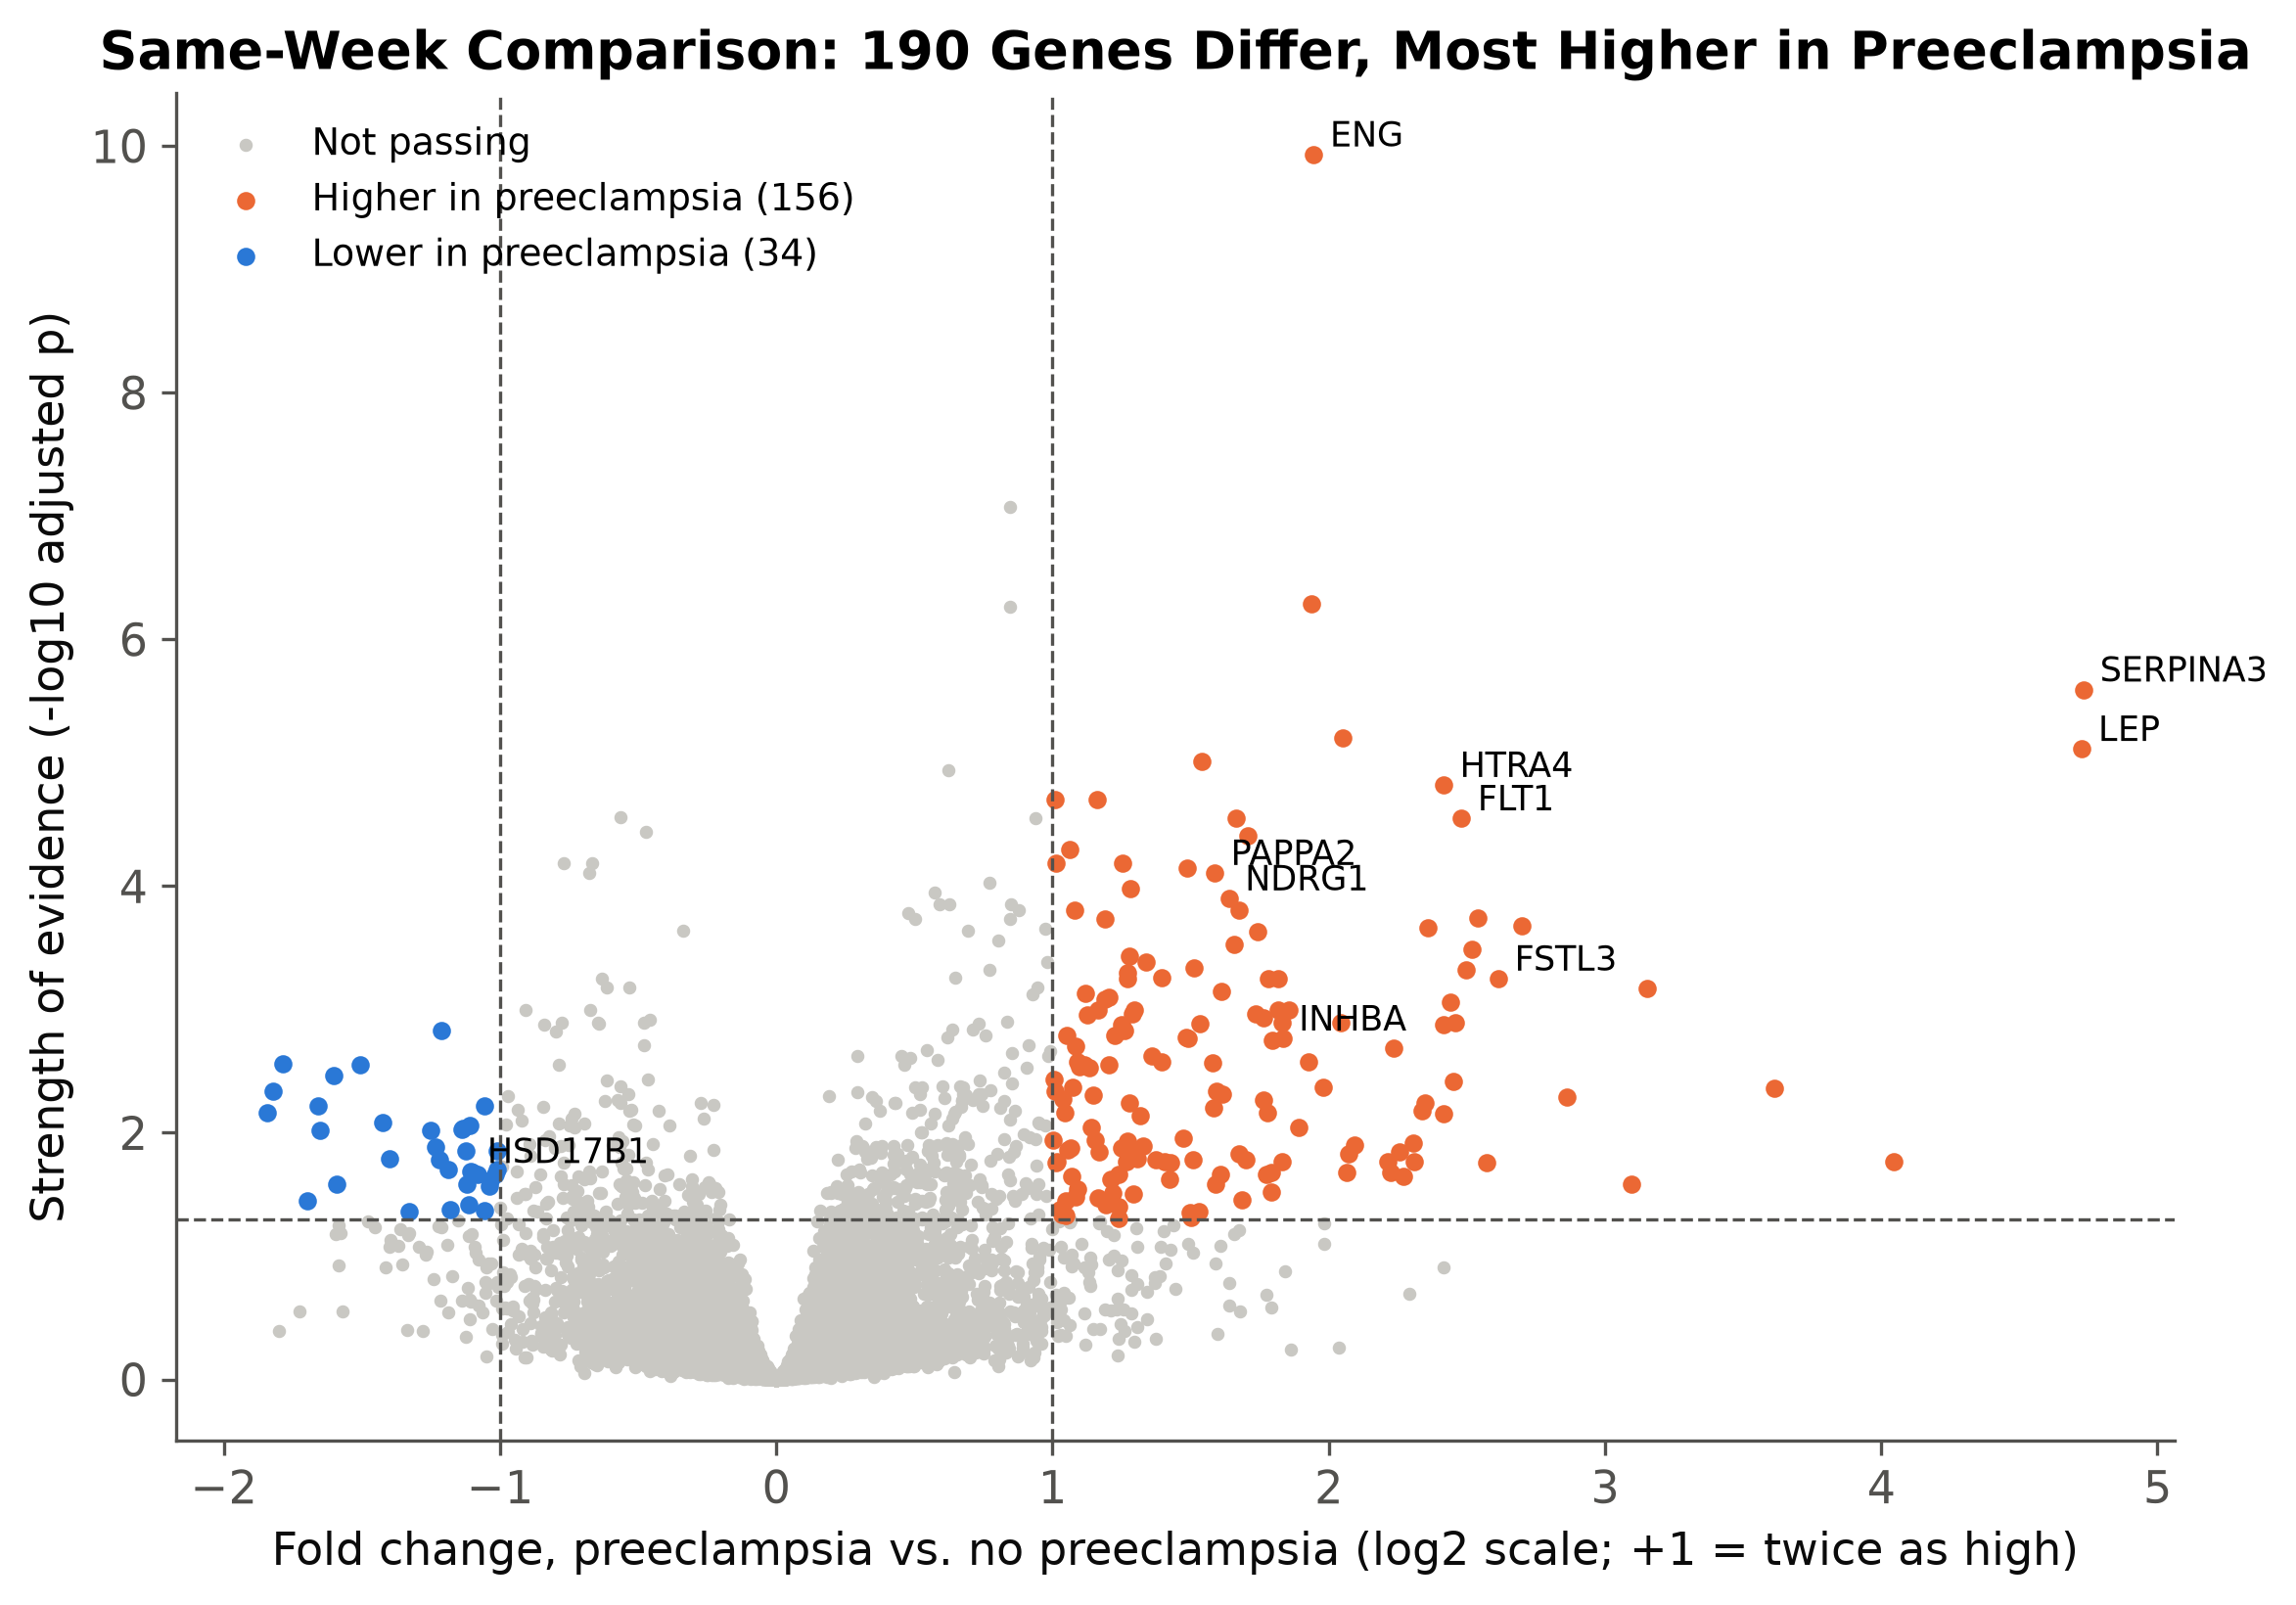 Same-Week Comparison: 190 Genes Differ, Most Higher in Preeclampsia
Not passing
Higher in preeclampsia (156)
Lower in preeclampsia (34)
ENG
SERPINA3
LEP
HTRA4
FLT1
PAPPA2
NDRG1
FSTL3
INHBA
HSD17B1
Strength of evidence (-log10 adjusted p)
10
8
6
4
2
0
−2
−1
0
1
2
3
4
5
Fold change, preeclampsia vs. no preeclampsia (log2 scale; +1 = twice as high)